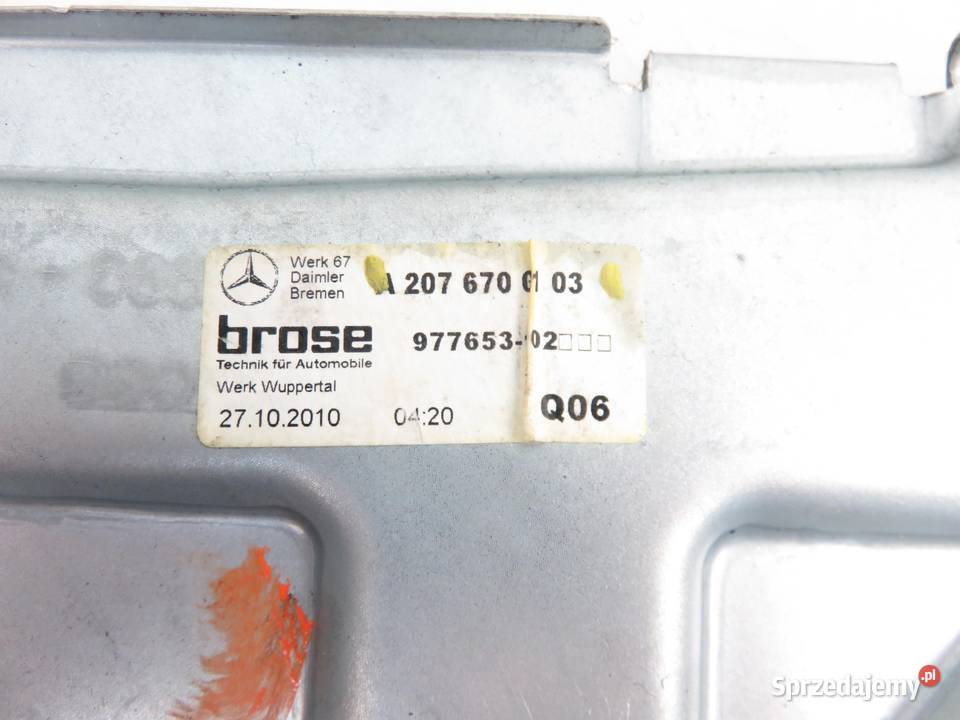 Werk 67
Daimler
Bremen
A 207 670 01 03
brose
977653-02□□□
Technik für Automobile
Werk Wuppertal
27.10.2010 04:20 Q06
Sprzedajemy.pl